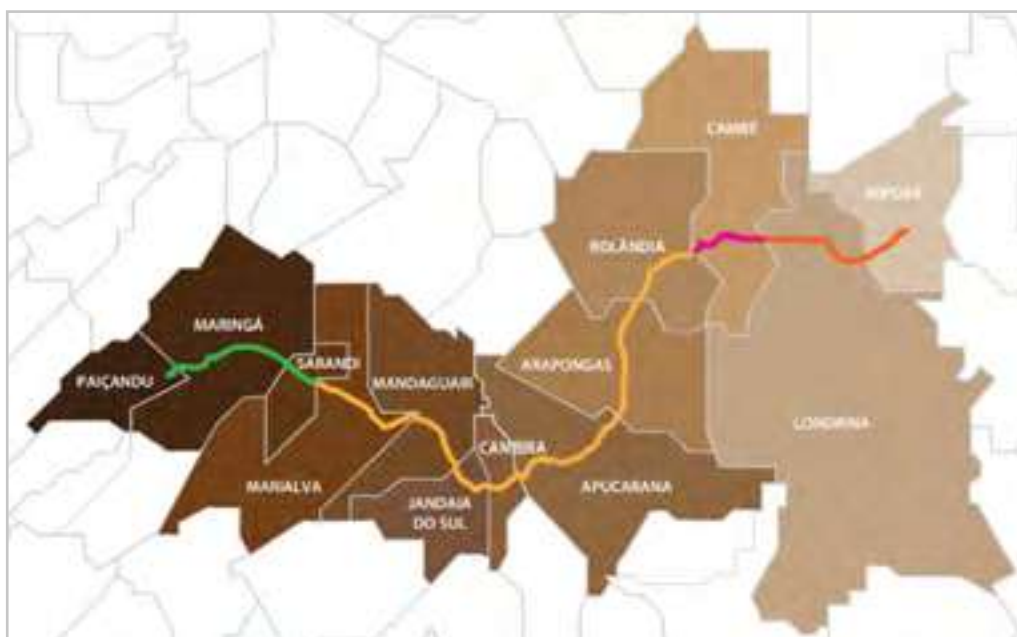 CAMBÉ
IBIPORÃ
ROLÂNDIA
MARINGÁ
SARANDI
PAIÇANDU
MANDAGUARI
ARAPONGAS
LONDRINA
CAMBIRA
MARIALVA
APUCARANA
JANDAIA
DO SUL